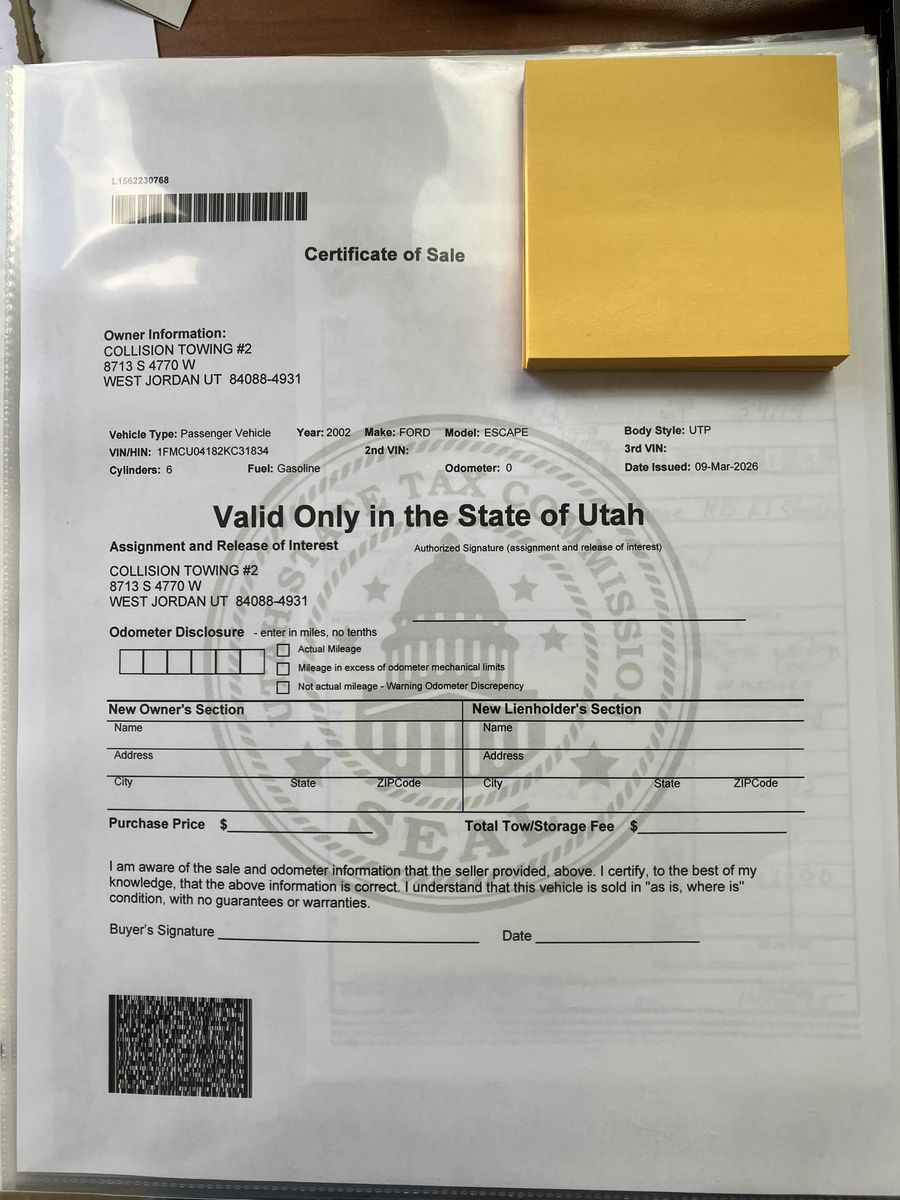 L1562230768
Certificate of Sale
Owner Information:
COLLISION TOWING #2
8713 S 4770 W
WEST JORDAN UT 84088-4931
Vehicle Type: Passenger Vehicle Year: 2002 Make: FORD Model: ESCAPE Body Style: UTP
VIN/HIN: 1FMCU04182KC31834 2nd VIN: 3rd VIN:
Cylinders: 6 Fuel: Gasoline Odometer: 0 Date Issued: 09-Mar-2026
UTAH STATE TAX COMMISSION
SEAL
Valid Only in the State of Utah
Assignment and Release of Interest Authorized Signature (assignment and release of interest)
COLLISION TOWING #2
8713 S 4770 W
WEST JORDAN UT 84088-4931
Odometer Disclosure - enter in miles, no tenths
Actual Mileage
Mileage in excess of odometer mechanical limits
Not actual mileage - Warning Odometer Discrepency
New Owner's Section New Lienholder's Section
Name Name
Address Address
City State ZIPCode City State ZIPCode
Purchase Price $ Total Tow/Storage Fee $
I am aware of the sale and odometer information that the seller provided, above. I certify, to the best of my
knowledge, that the above information is correct. I understand that this vehicle is sold in "as is, where is"
condition, with no guarantees or warranties.
Buyer's Signature Date